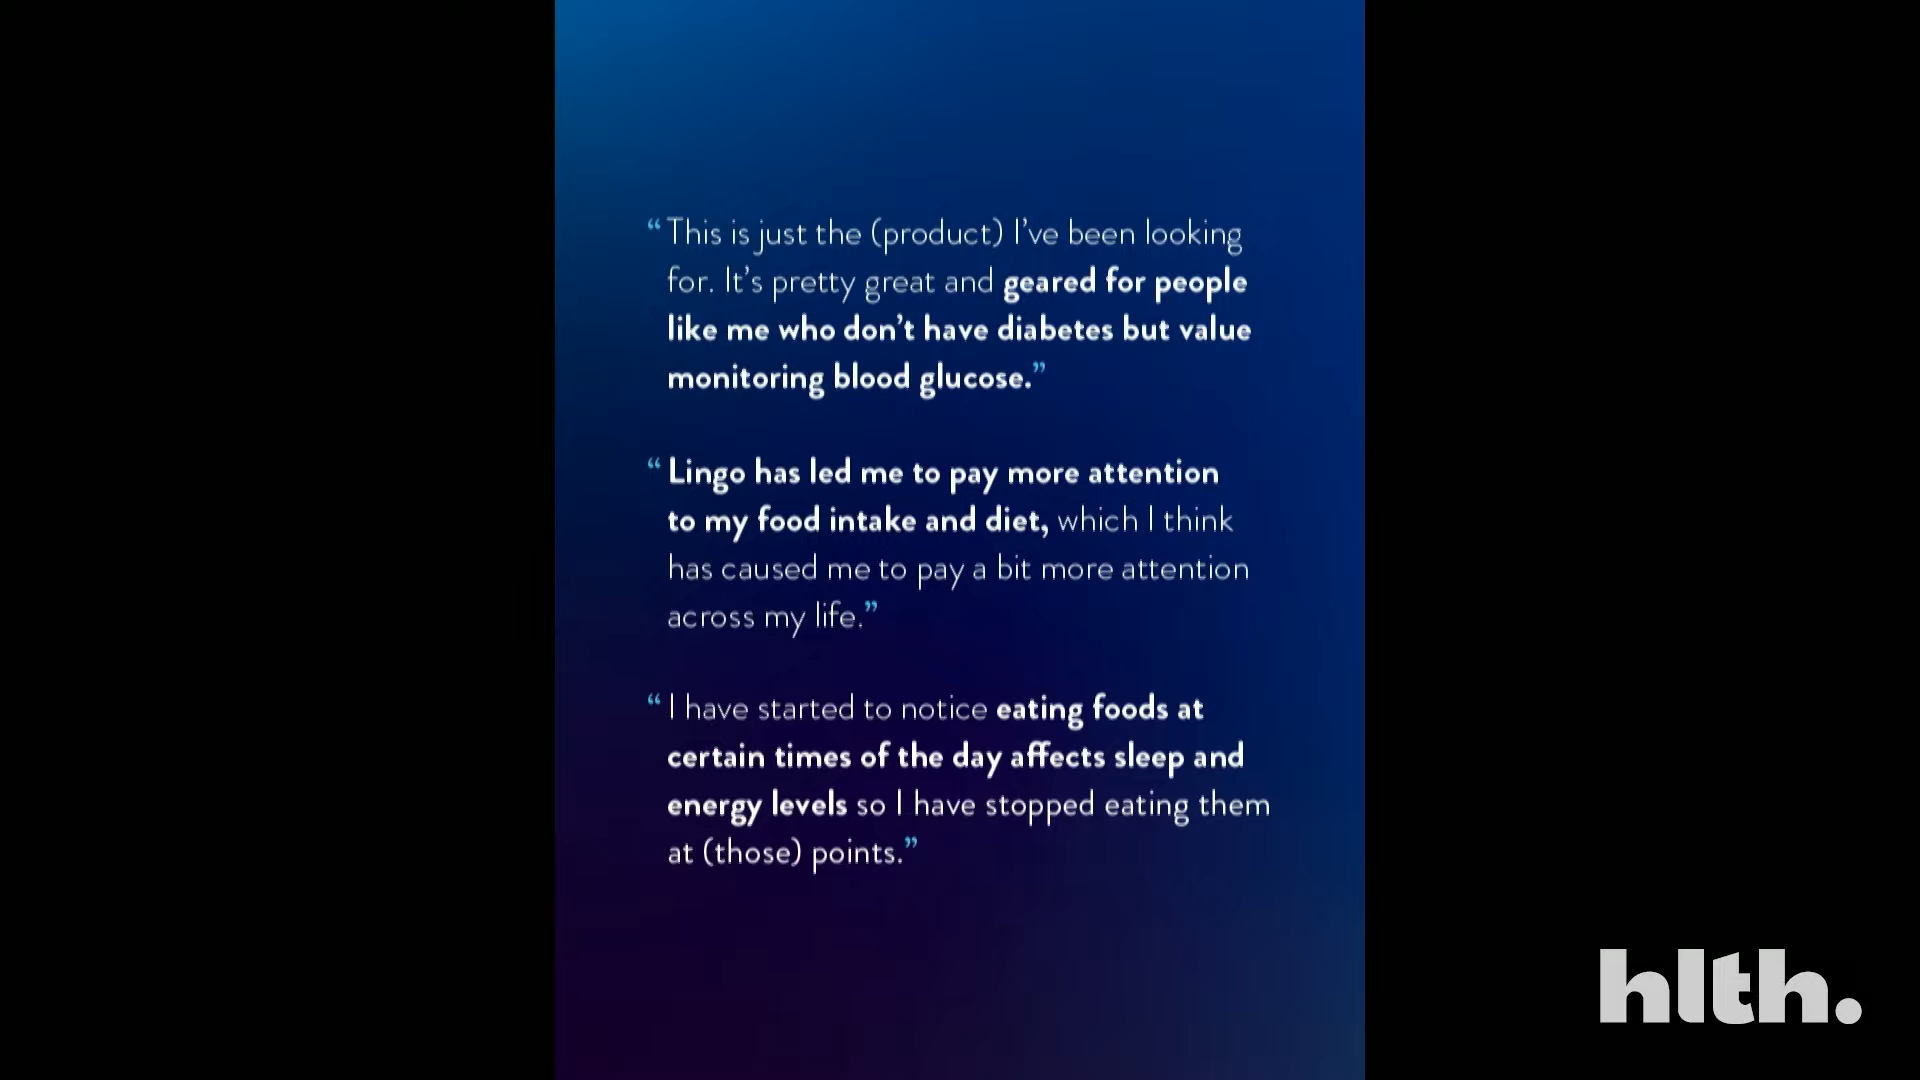 “This is just the (product) I’ve been looking
for. It’s pretty great and geared for people
like me who don’t have diabetes but value
monitoring blood glucose.”
“Lingo has led me to pay more attention
to my food intake and diet, which I think
has caused me to pay a bit more attention
across my life.”
“I have started to notice eating foods at
certain times of the day affects sleep and
energy levels so I have stopped eating them
at (those) points.”
hlth.